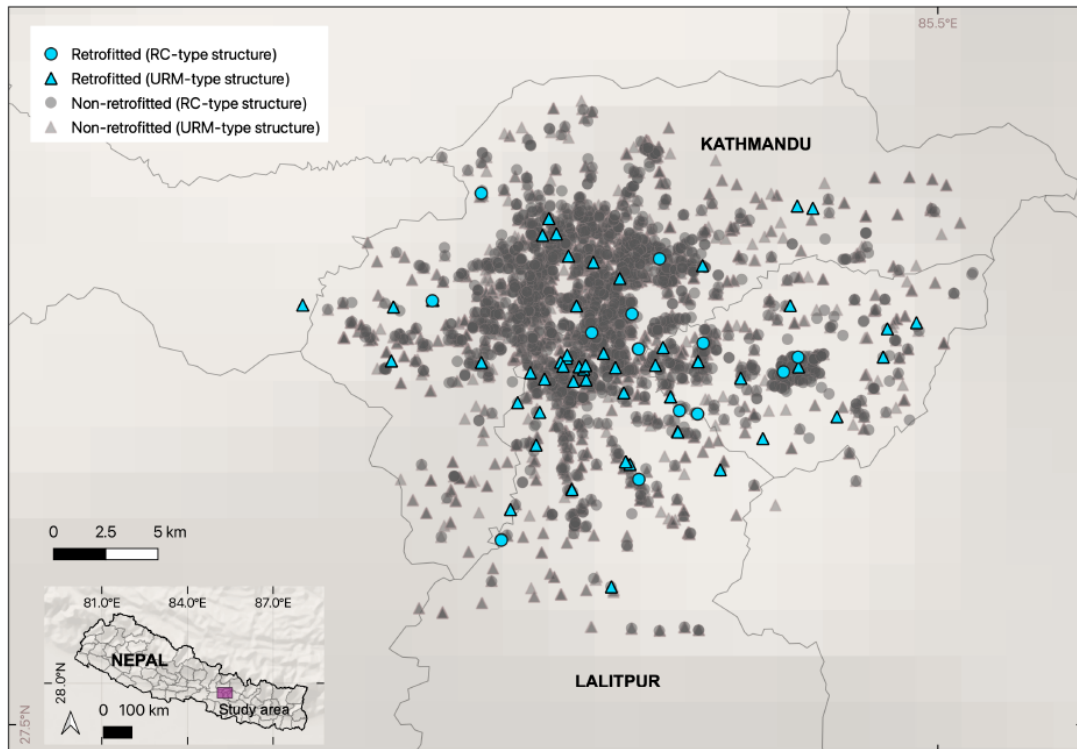 85.5°E
Retrofitted (RC-type structure)
Retrofitted (URM-type structure)
Non-retrofitted (RC-type structure)
Non-retrofitted (URM-type structure)
KATHMANDU
0 2.5 5 km
81.0°E 84.0°E 87.0°E
NEPAL
28.0°N
Study area
0 100 km
LALITPUR
27.5°N